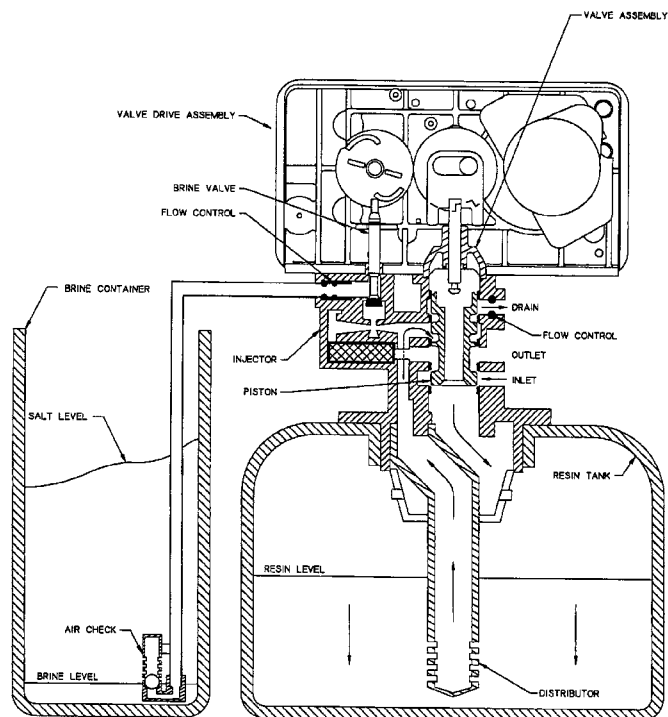 VALVE ASSEMBLY
VALVE DRIVE ASSEMBLY
BRINE VALVE
FLOW CONTROL
BRINE CONTAINER
DRAIN
FLOW CONTROL
INJECTOR
OUTLET
PISTON
INLET
SALT LEVEL
RESIN TANK
RESIN LEVEL
AIR CHECK
BRINE LEVEL
DISTRIBUTOR